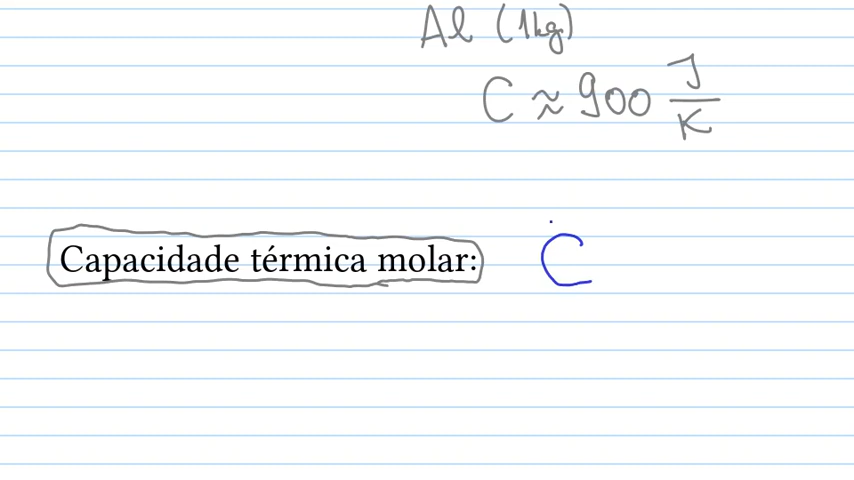 Al (1kg)
C ≈ 900 J/K
Capacidade térmica molar: C